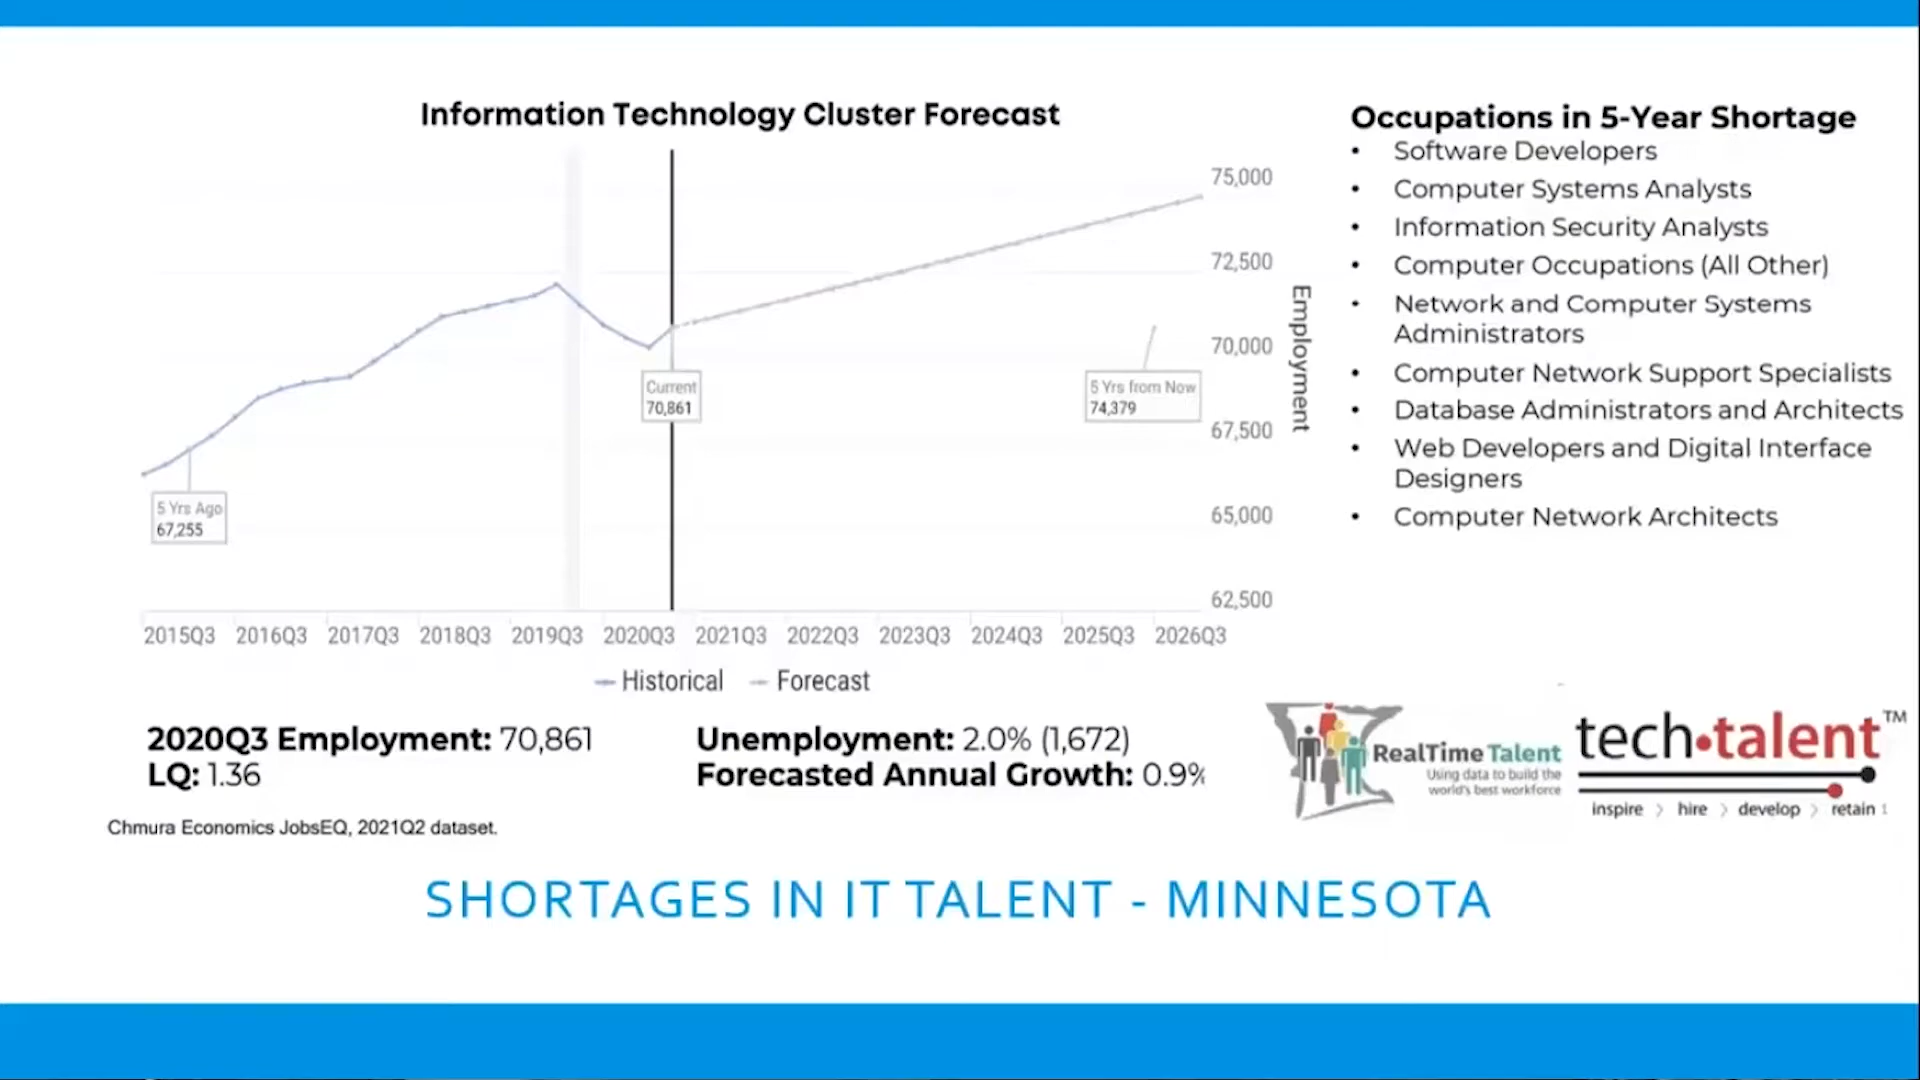 Information Technology Cluster Forecast
75,000
72,500
70,000
67,500
65,000
62,500
Employment
5 Yrs Ago
67,255
Current
70,861
5 Yrs from Now
74,379
2015Q3 2016Q3 2017Q3 2018Q3 2019Q3 2020Q3 2021Q3 2022Q3 2023Q3 2024Q3 2025Q3 2026Q3
Historical Forecast
2020Q3 Employment: 70,861
LQ: 1.36
Unemployment: 2.0% (1,672)
Forecasted Annual Growth: 0.9%
Chmura Economics JobsEQ, 2021Q2 dataset.
Occupations in 5-Year Shortage
• Software Developers
• Computer Systems Analysts
• Information Security Analysts
• Computer Occupations (All Other)
• Network and Computer Systems
Administrators
• Computer Network Support Specialists
• Database Administrators and Architects
• Web Developers and Digital Interface
Designers
• Computer Network Architects
RealTime Talent
Using data to build the
world's best workforce
tech•talent™
inspire > hire > develop > retain
SHORTAGES IN IT TALENT - MINNESOTA